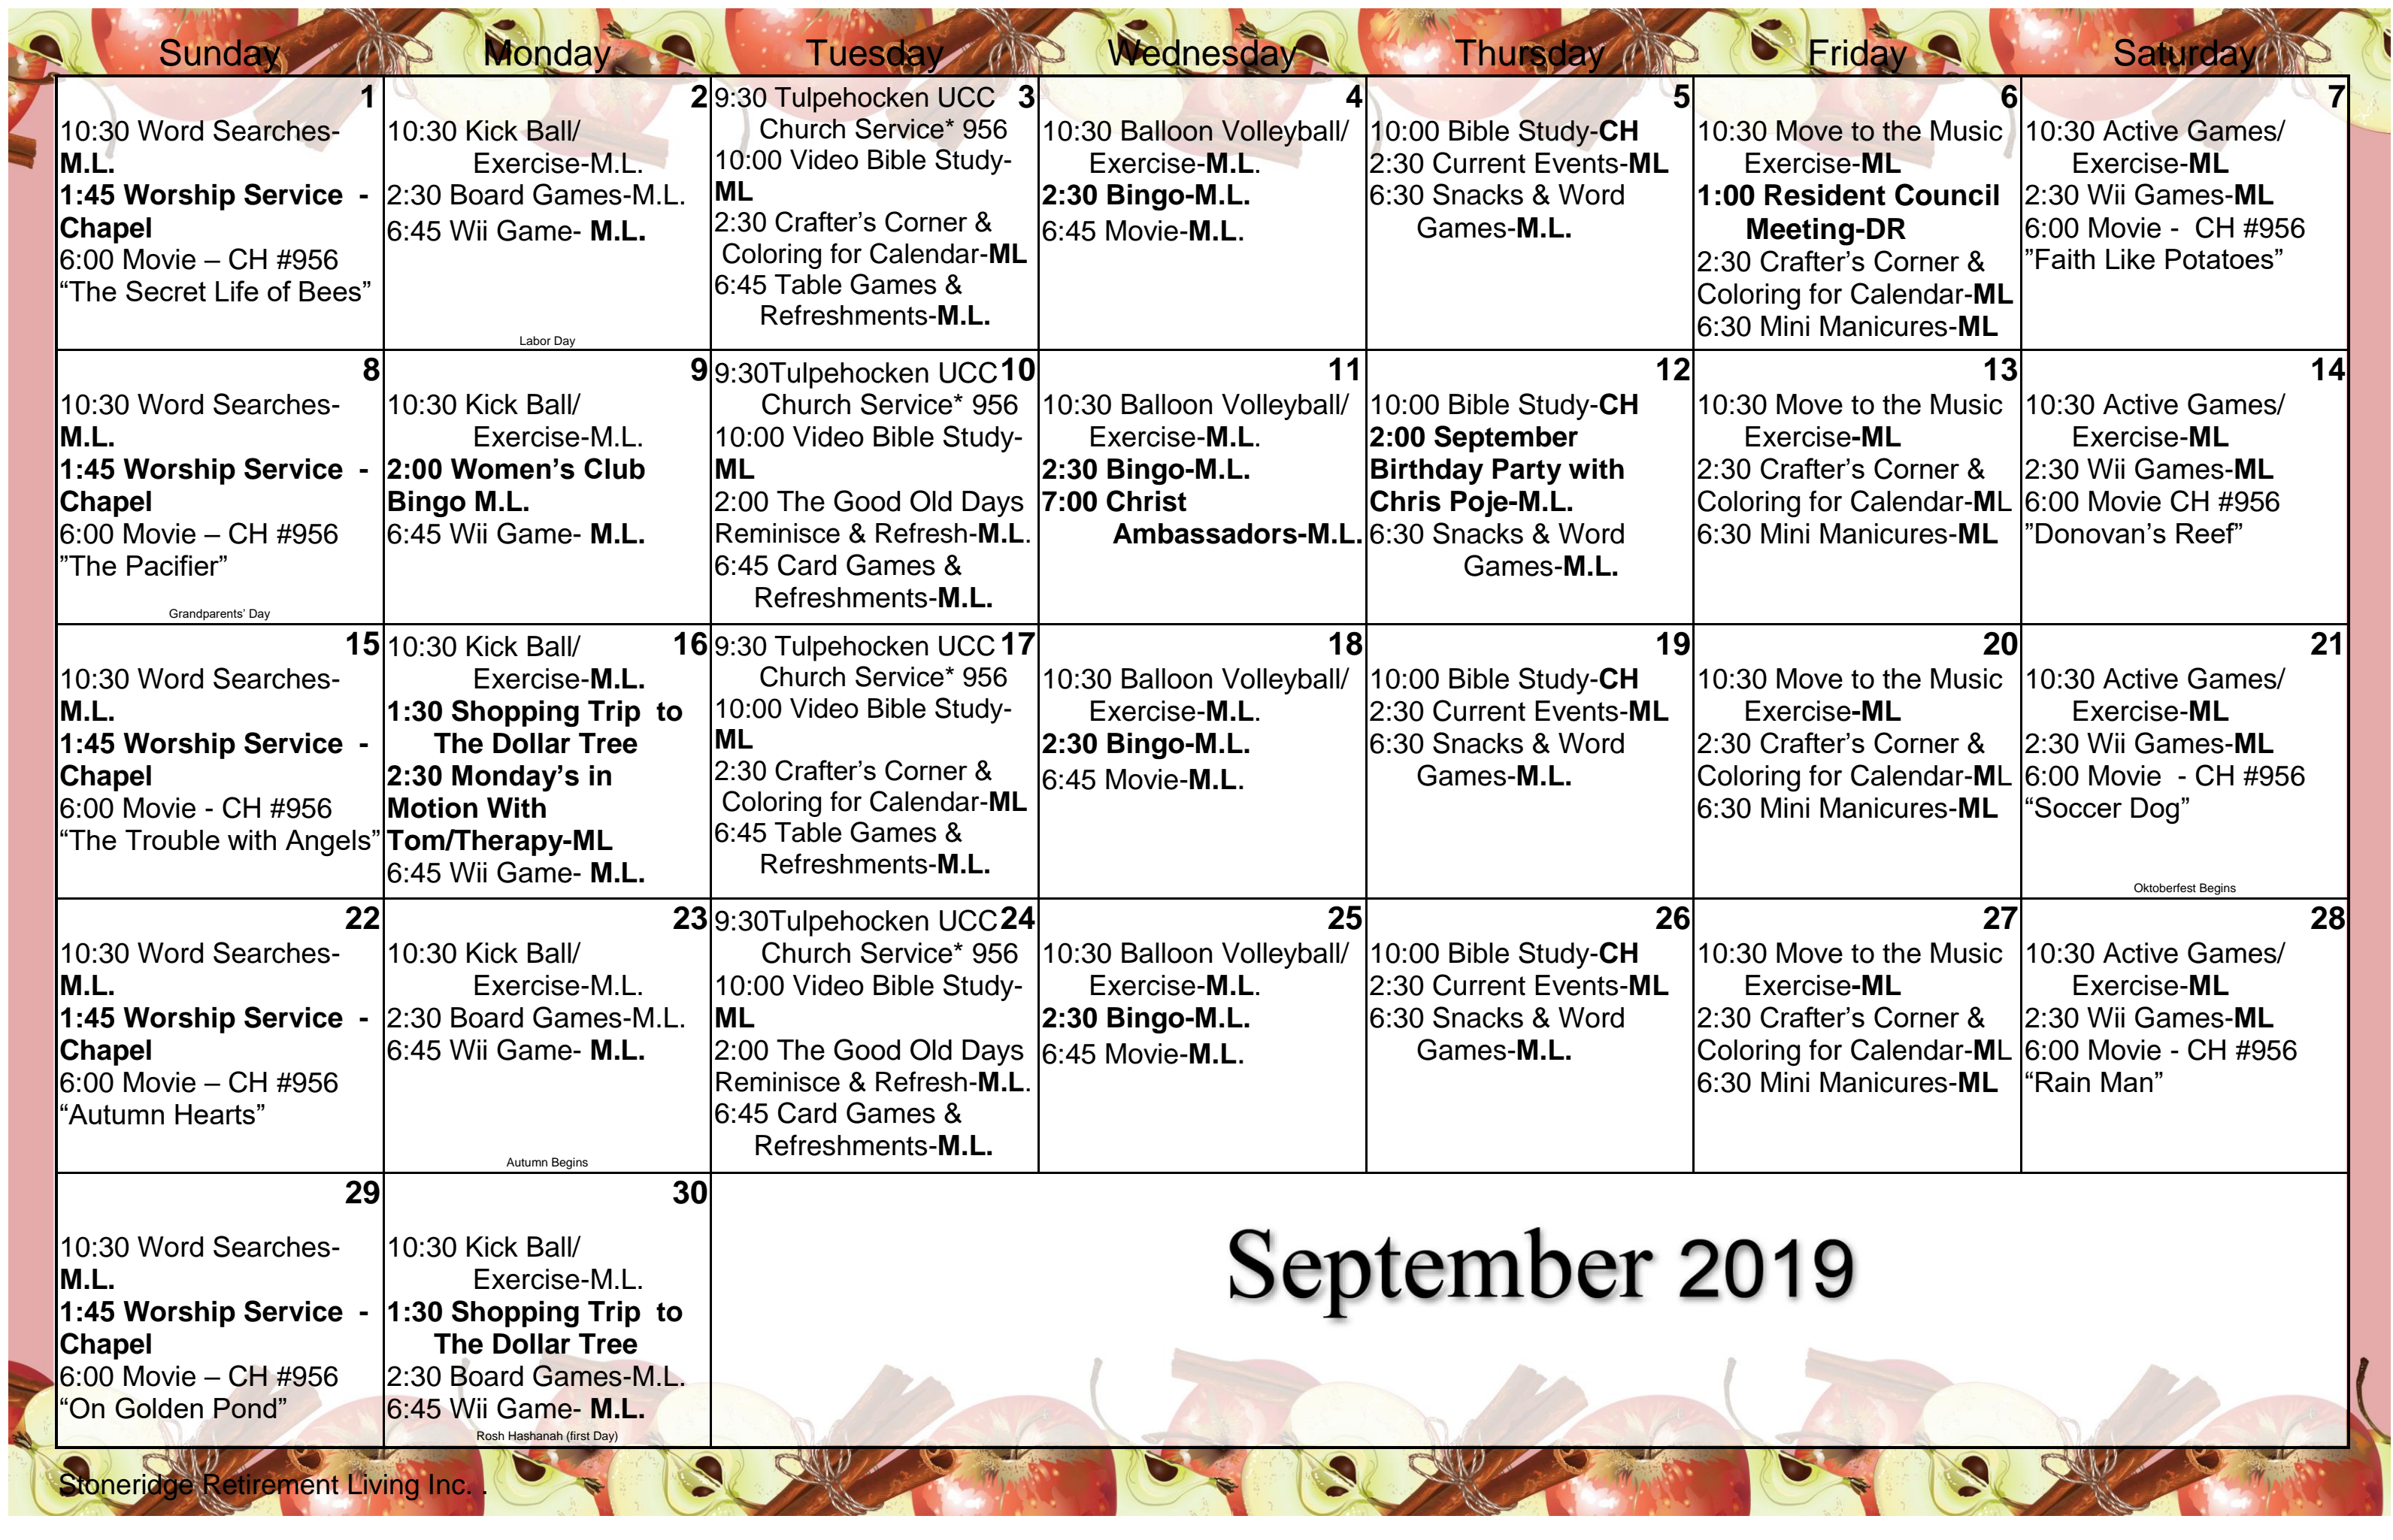 Sunday Monday Tuesday Wednesday Thursday Friday Saturday
1
10:30 Word Searches-
M.L.
1:45 Worship Service -
Chapel
6:00 Movie – CH #956
“The Secret Life of Bees”
2
10:30 Kick Ball/
Exercise-M.L.
2:30 Board Games-M.L.
6:45 Wii Game- M.L.
Labor Day
9:30 Tulpehocken UCC 3
Church Service* 956
10:00 Video Bible Study-
ML
2:30 Crafter’s Corner &
Coloring for Calendar-ML
6:45 Table Games &
Refreshments-M.L.
4
10:30 Balloon Volleyball/
Exercise-M.L.
2:30 Bingo-M.L.
6:45 Movie-M.L.
5
10:00 Bible Study-CH
2:30 Current Events-ML
6:30 Snacks & Word
Games-M.L.
6
10:30 Move to the Music
Exercise-ML
1:00 Resident Council
Meeting-DR
2:30 Crafter’s Corner &
Coloring for Calendar-ML
6:30 Mini Manicures-ML
7
10:30 Active Games/
Exercise-ML
2:30 Wii Games-ML
6:00 Movie - CH #956
”Faith Like Potatoes”
8
10:30 Word Searches-
M.L.
1:45 Worship Service -
Chapel
6:00 Movie – CH #956
”The Pacifier”
Grandparents’ Day
9
10:30 Kick Ball/
Exercise-M.L.
2:00 Women’s Club
Bingo M.L.
6:45 Wii Game- M.L.
9:30Tulpehocken UCC 10
Church Service* 956
10:00 Video Bible Study-
ML
2:00 The Good Old Days
Reminisce & Refresh-M.L.
6:45 Card Games &
Refreshments-M.L.
11
10:30 Balloon Volleyball/
Exercise-M.L.
2:30 Bingo-M.L.
7:00 Christ
Ambassadors-M.L.
12
10:00 Bible Study-CH
2:00 September
Birthday Party with
Chris Poje-M.L.
6:30 Snacks & Word
Games-M.L.
13
10:30 Move to the Music
Exercise-ML
2:30 Crafter’s Corner &
Coloring for Calendar-ML
6:30 Mini Manicures-ML
14
10:30 Active Games/
Exercise-ML
2:30 Wii Games-ML
6:00 Movie CH #956
”Donovan’s Reef”
15
10:30 Word Searches-
M.L.
1:45 Worship Service -
Chapel
6:00 Movie - CH #956
“The Trouble with Angels”
10:30 Kick Ball/ 16
Exercise-M.L.
1:30 Shopping Trip to
The Dollar Tree
2:30 Monday’s in
Motion With
Tom/Therapy-ML
6:45 Wii Game- M.L.
9:30 Tulpehocken UCC 17
Church Service* 956
10:00 Video Bible Study-
ML
2:30 Crafter’s Corner &
Coloring for Calendar-ML
6:45 Table Games &
Refreshments-M.L.
18
10:30 Balloon Volleyball/
Exercise-M.L.
2:30 Bingo-M.L.
6:45 Movie-M.L.
19
10:00 Bible Study-CH
2:30 Current Events-ML
6:30 Snacks & Word
Games-M.L.
20
10:30 Move to the Music
Exercise-ML
2:30 Crafter’s Corner &
Coloring for Calendar-ML
6:30 Mini Manicures-ML
21
10:30 Active Games/
Exercise-ML
2:30 Wii Games-ML
6:00 Movie - CH #956
“Soccer Dog”
Oktoberfest Begins
22
10:30 Word Searches-
M.L.
1:45 Worship Service -
Chapel
6:00 Movie – CH #956
“Autumn Hearts”
23
10:30 Kick Ball/
Exercise-M.L.
2:30 Board Games-M.L.
6:45 Wii Game- M.L.
Autumn Begins
9:30Tulpehocken UCC 24
Church Service* 956
10:00 Video Bible Study-
ML
2:00 The Good Old Days
Reminisce & Refresh-M.L.
6:45 Card Games &
Refreshments-M.L.
25
10:30 Balloon Volleyball/
Exercise-M.L.
2:30 Bingo-M.L.
6:45 Movie-M.L.
26
10:00 Bible Study-CH
2:30 Current Events-ML
6:30 Snacks & Word
Games-M.L.
27
10:30 Move to the Music
Exercise-ML
2:30 Crafter’s Corner &
Coloring for Calendar-ML
6:30 Mini Manicures-ML
28
10:30 Active Games/
Exercise-ML
2:30 Wii Games-ML
6:00 Movie - CH #956
“Rain Man”
29
10:30 Word Searches-
M.L.
1:45 Worship Service -
Chapel
6:00 Movie – CH #956
“On Golden Pond”
30
10:30 Kick Ball/
Exercise-M.L.
1:30 Shopping Trip to
The Dollar Tree
2:30 Board Games-M.L.
6:45 Wii Game- M.L.
Rosh Hashanah (first Day)
September 2019
Stoneridge Retirement Living Inc. .